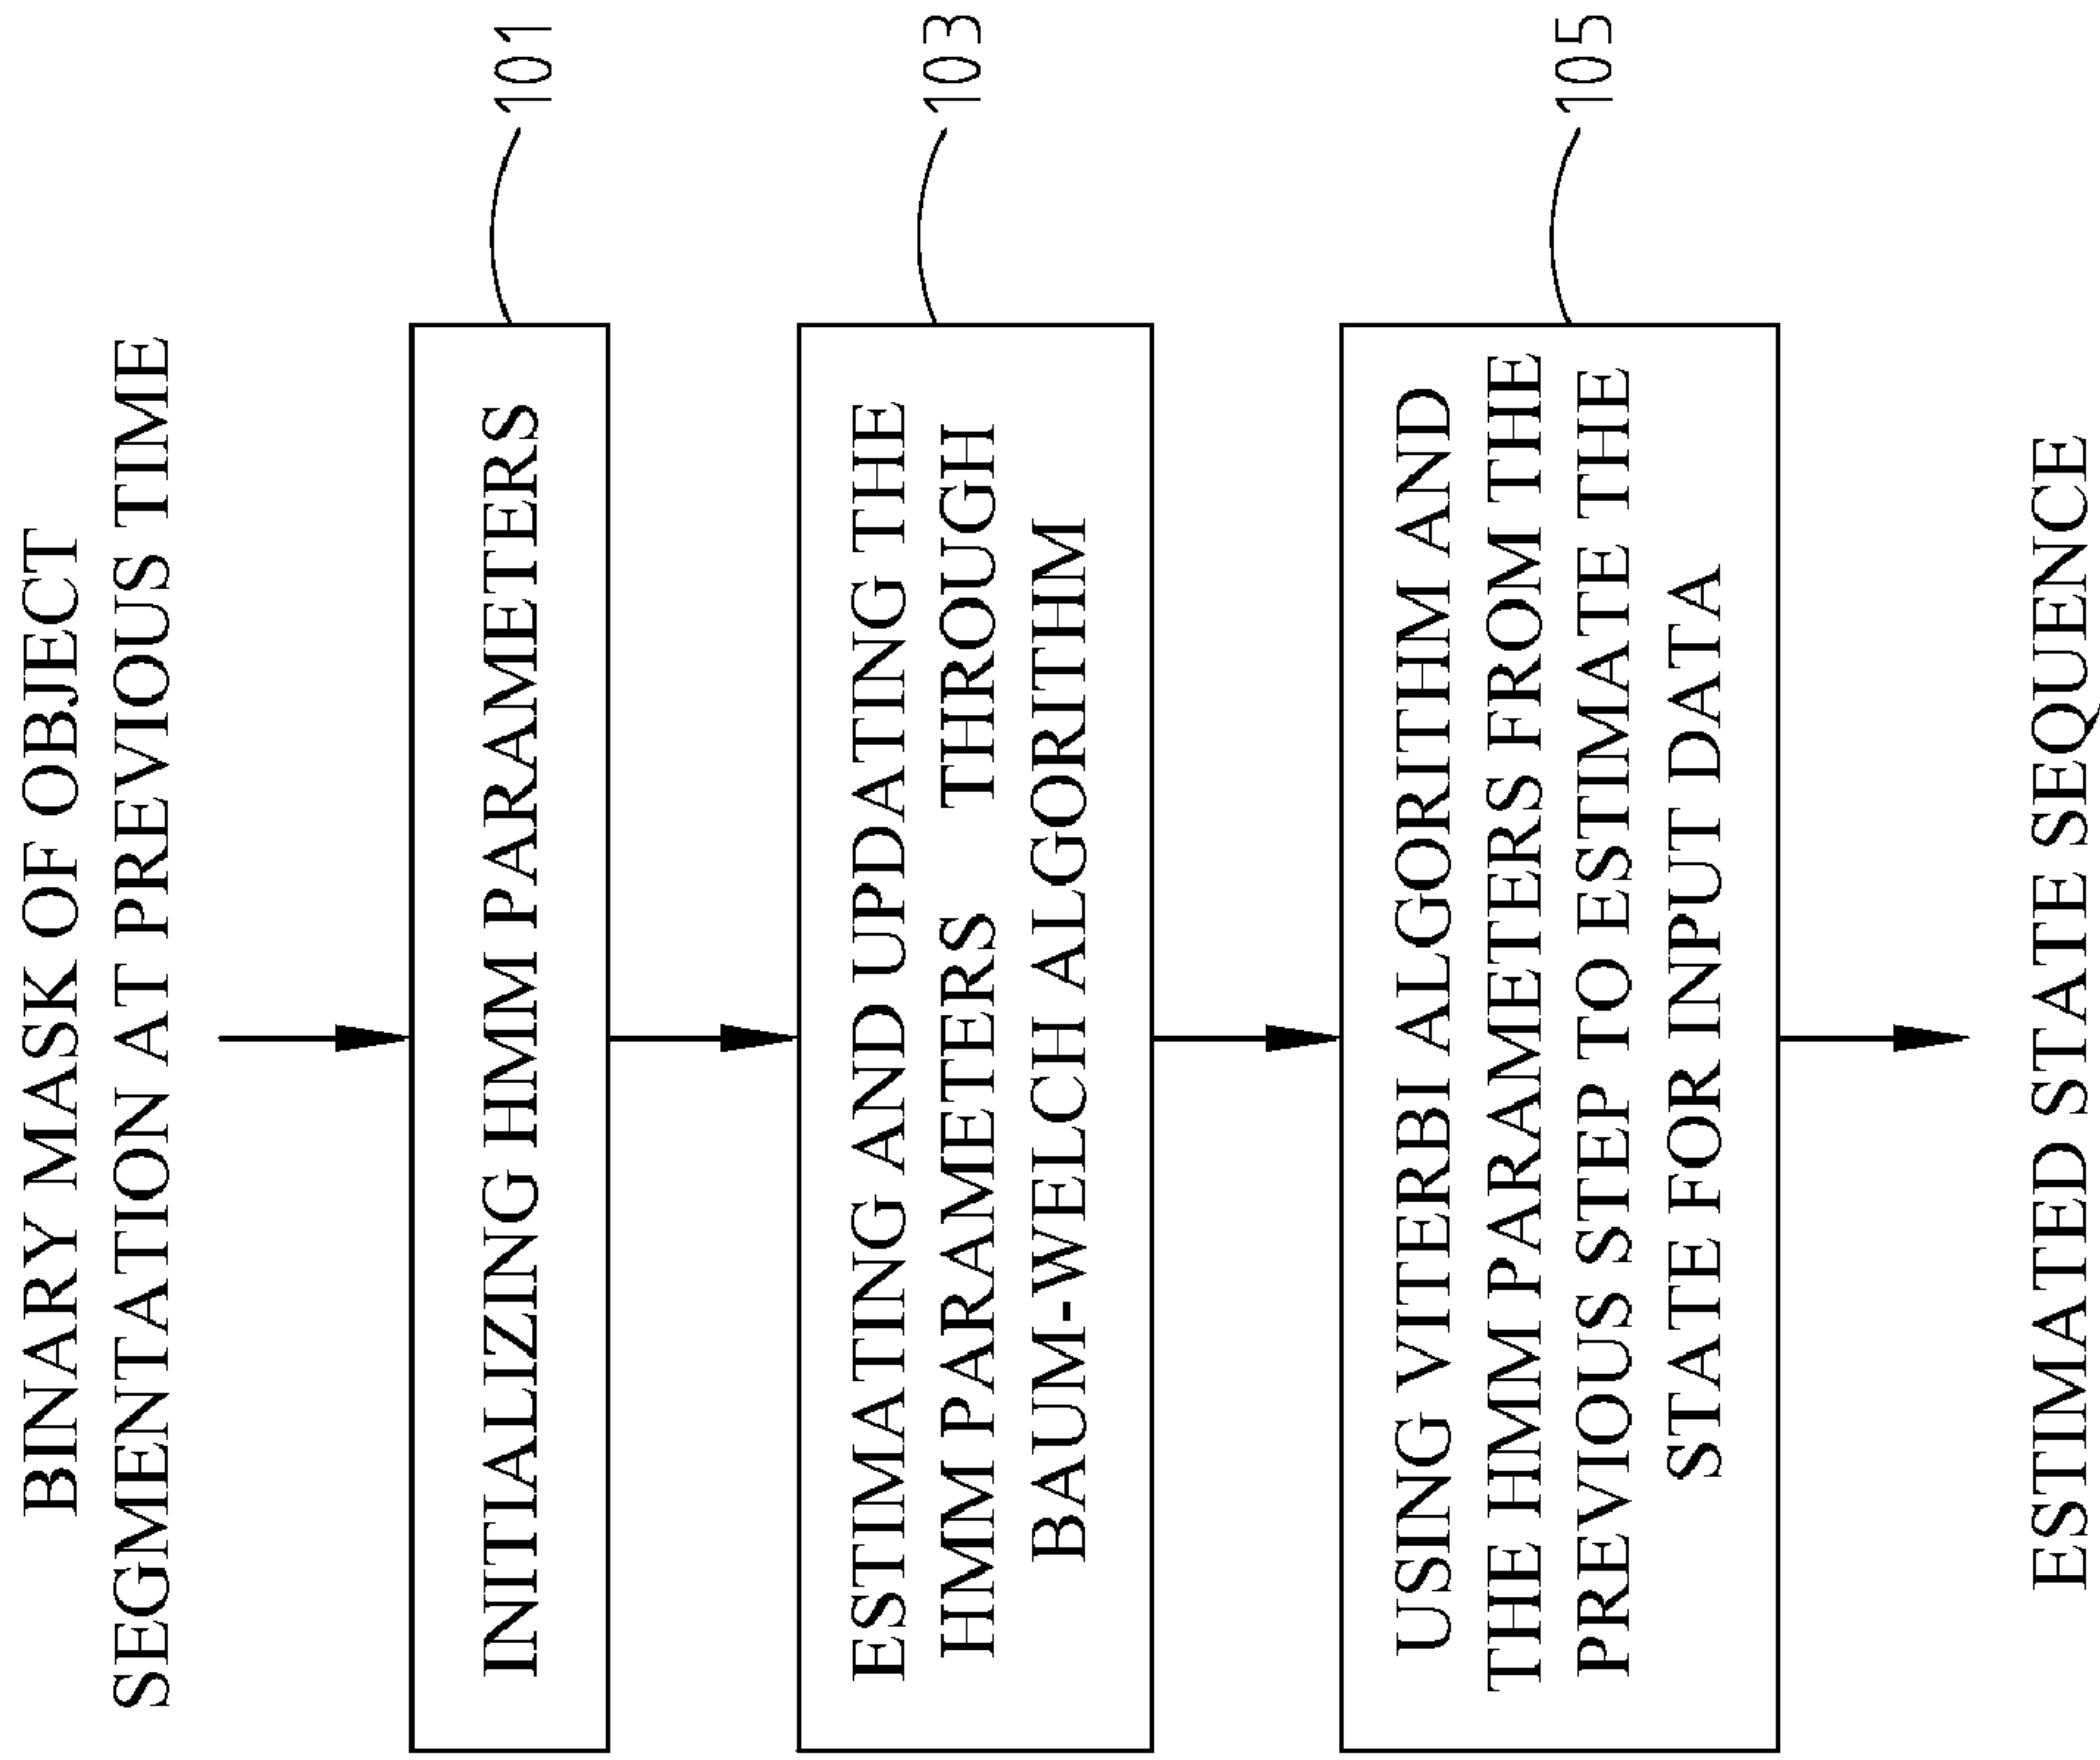 BINARY MASK OF OBJECT
SEGMENTATION AT PREVIOUS TIME
INITIALIZING HMM PARAMETERS
101
ESTIMATING AND UPDATING THE
HMM PARAMETERS THROUGH
BAUM-WELCH ALGORITHM
103
USING VITERBI ALGORITHM AND
THE HMM PARAMETERS FROM THE
PREVIOUS STEP TO ESTIMATE THE
STATE FOR INPUT DATA
105
ESTIMATED STATE SEQUENCE